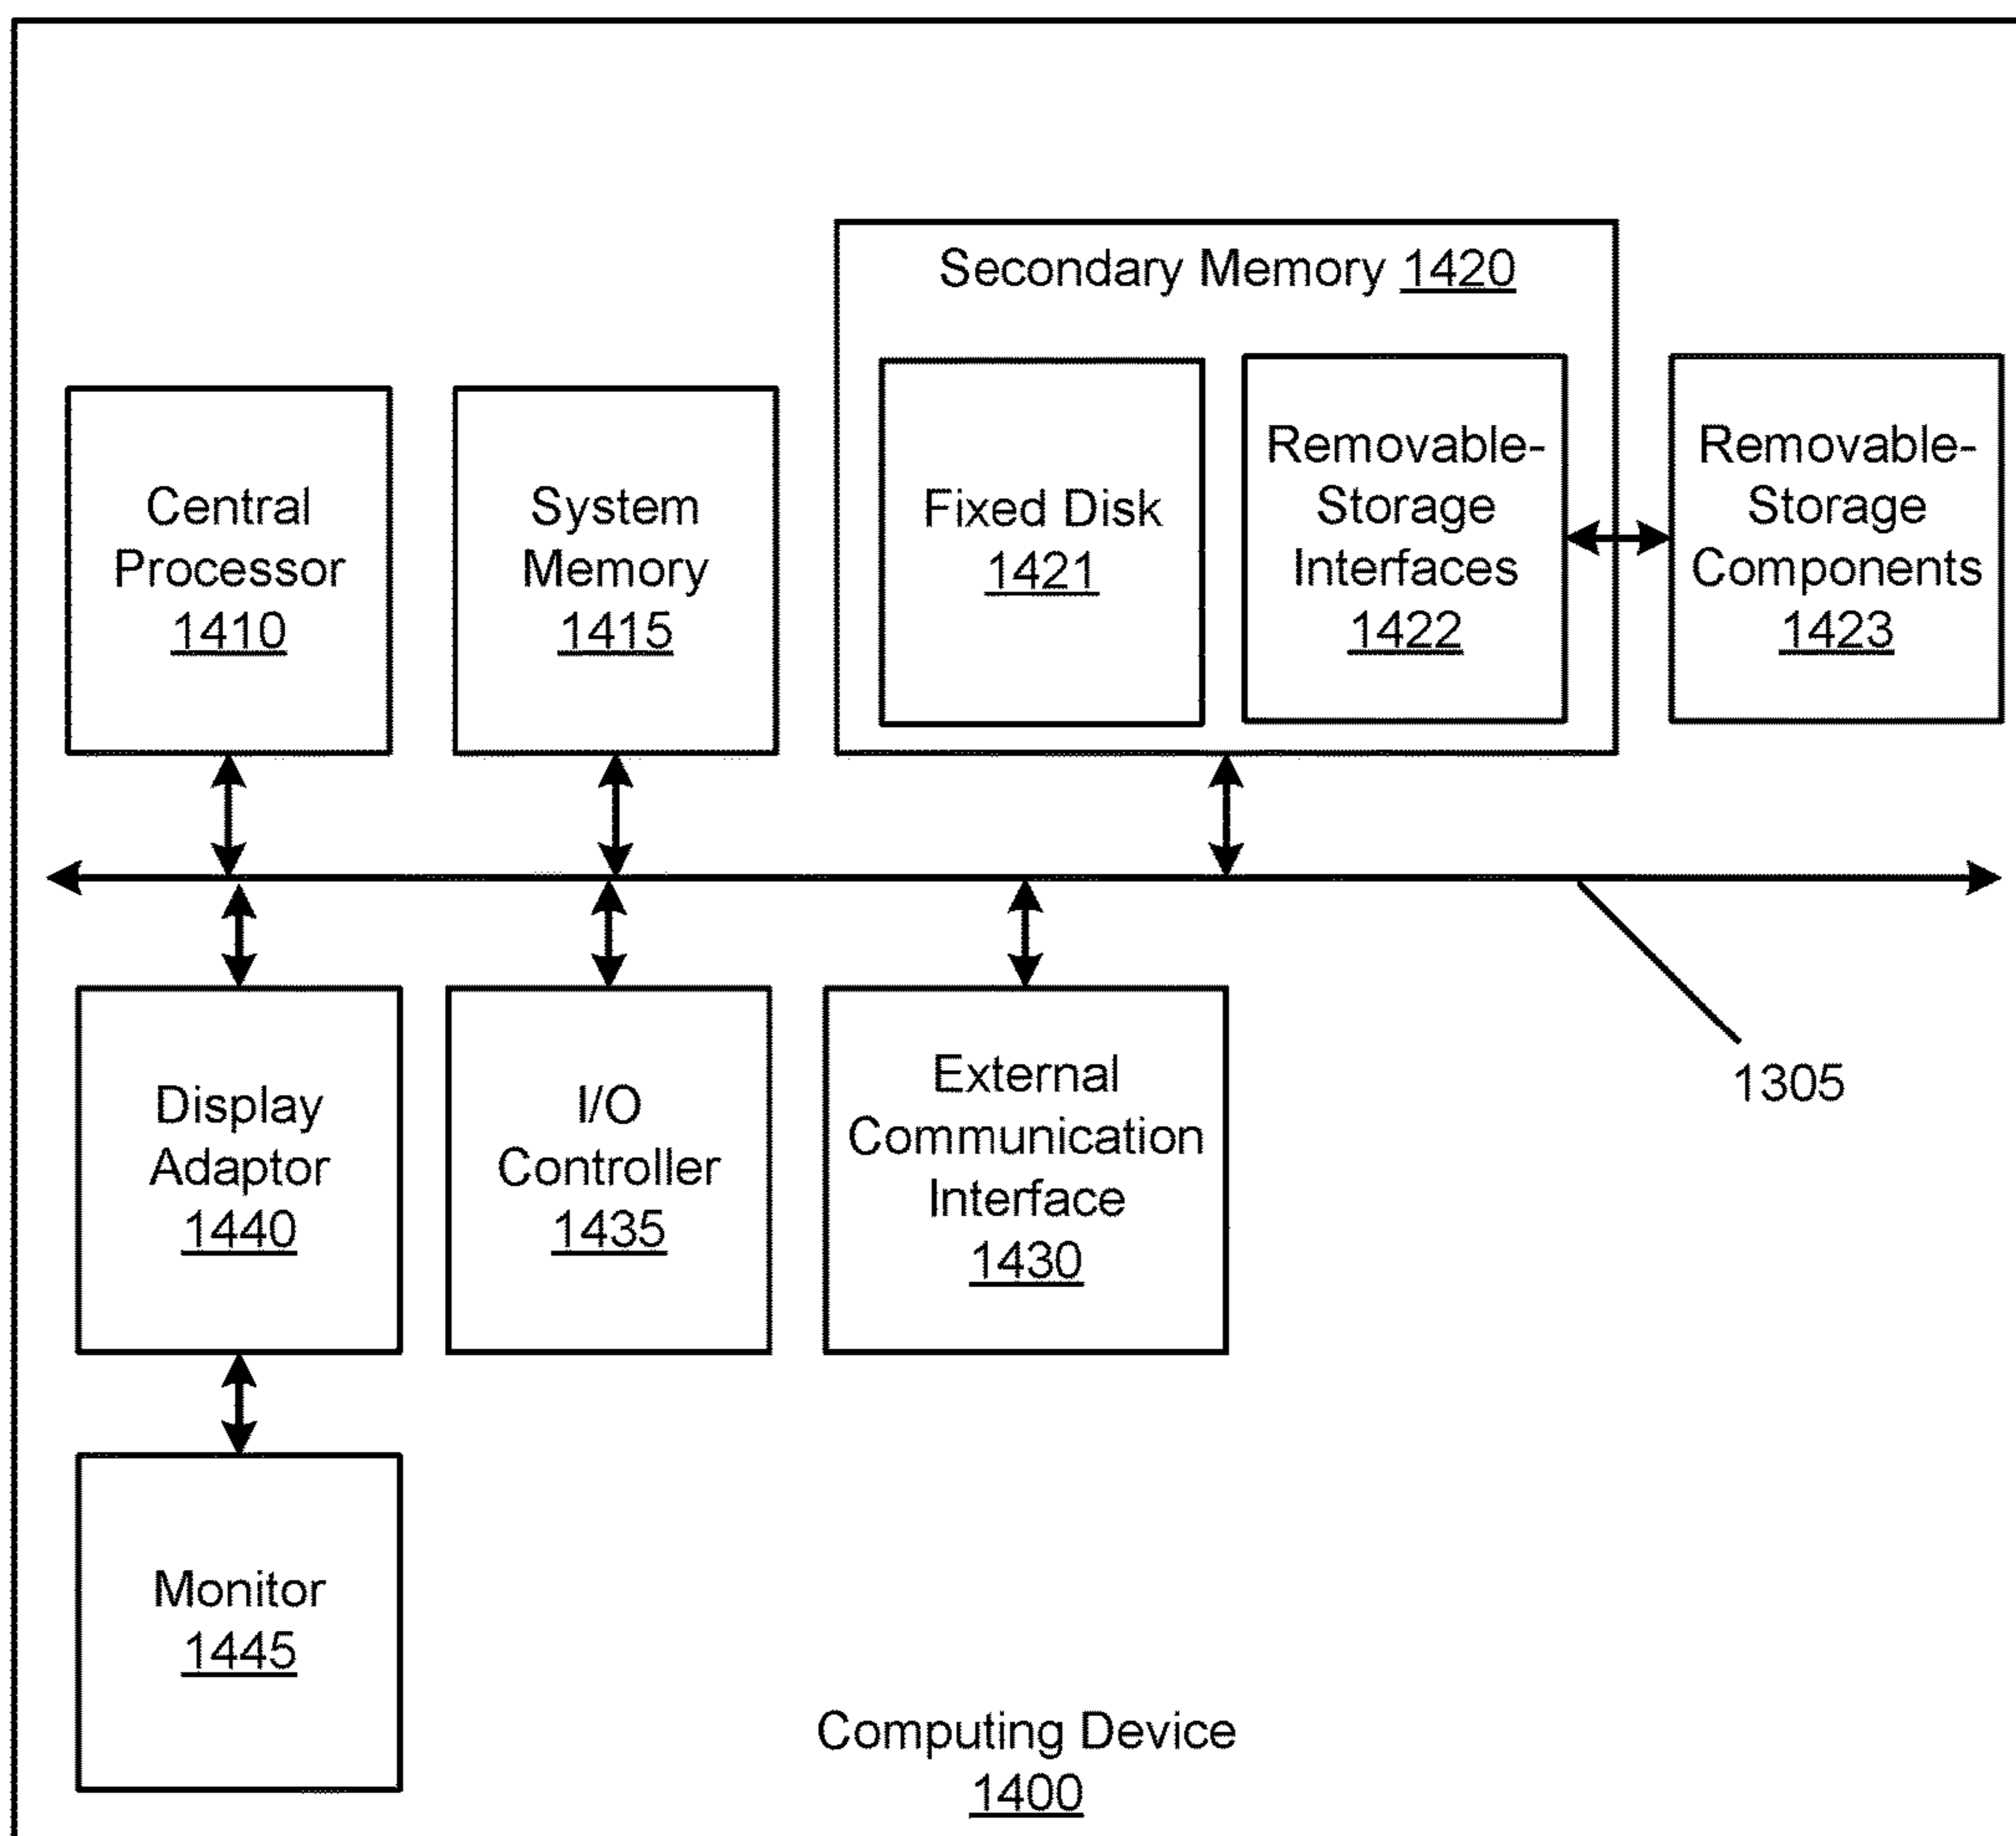 Secondary Memory 1420
Central
Processor
1410
System
Memory
1415
Fixed Disk
1421
Removable-
Storage
Interfaces
1422
Removable-
Storage
Components
1423
1305
Display
Adaptor
1440
I/O
Controller
1435
External
Communication
Interface
1430
Monitor
1445
Computing Device
1400